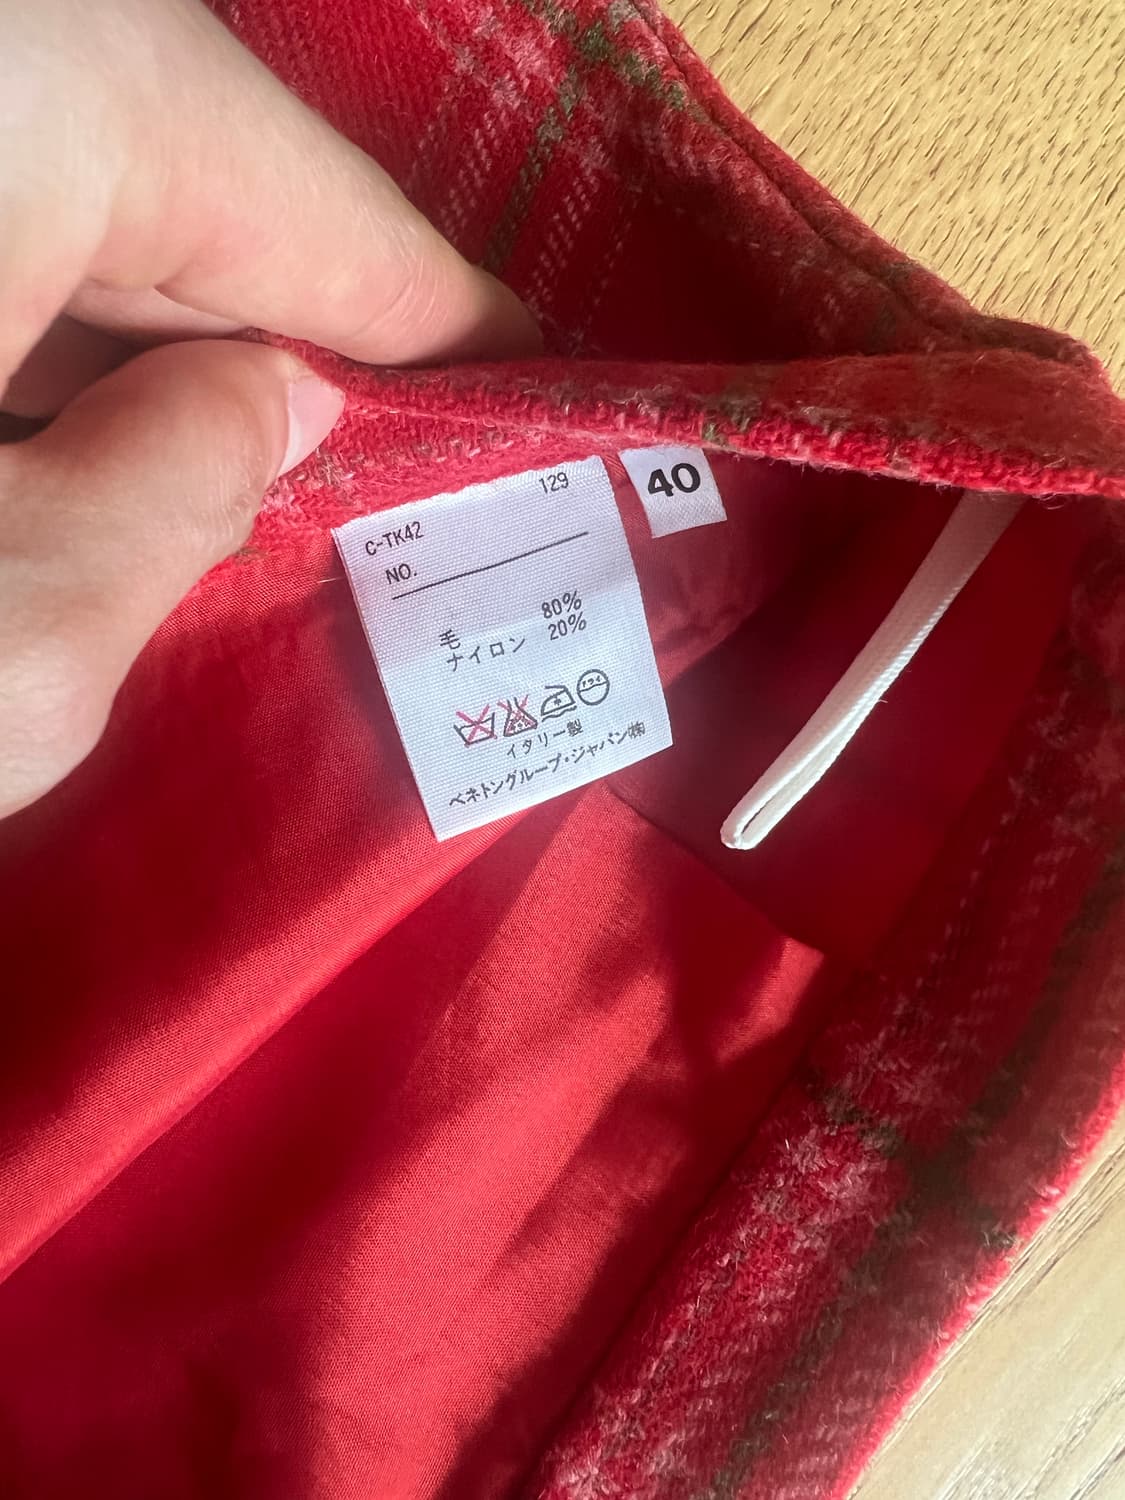 129
C-TK42
NO.
毛 80%
ナイロン 20%
ドライ
イタリー製
ベネトングループ・ジャパン㈱
40